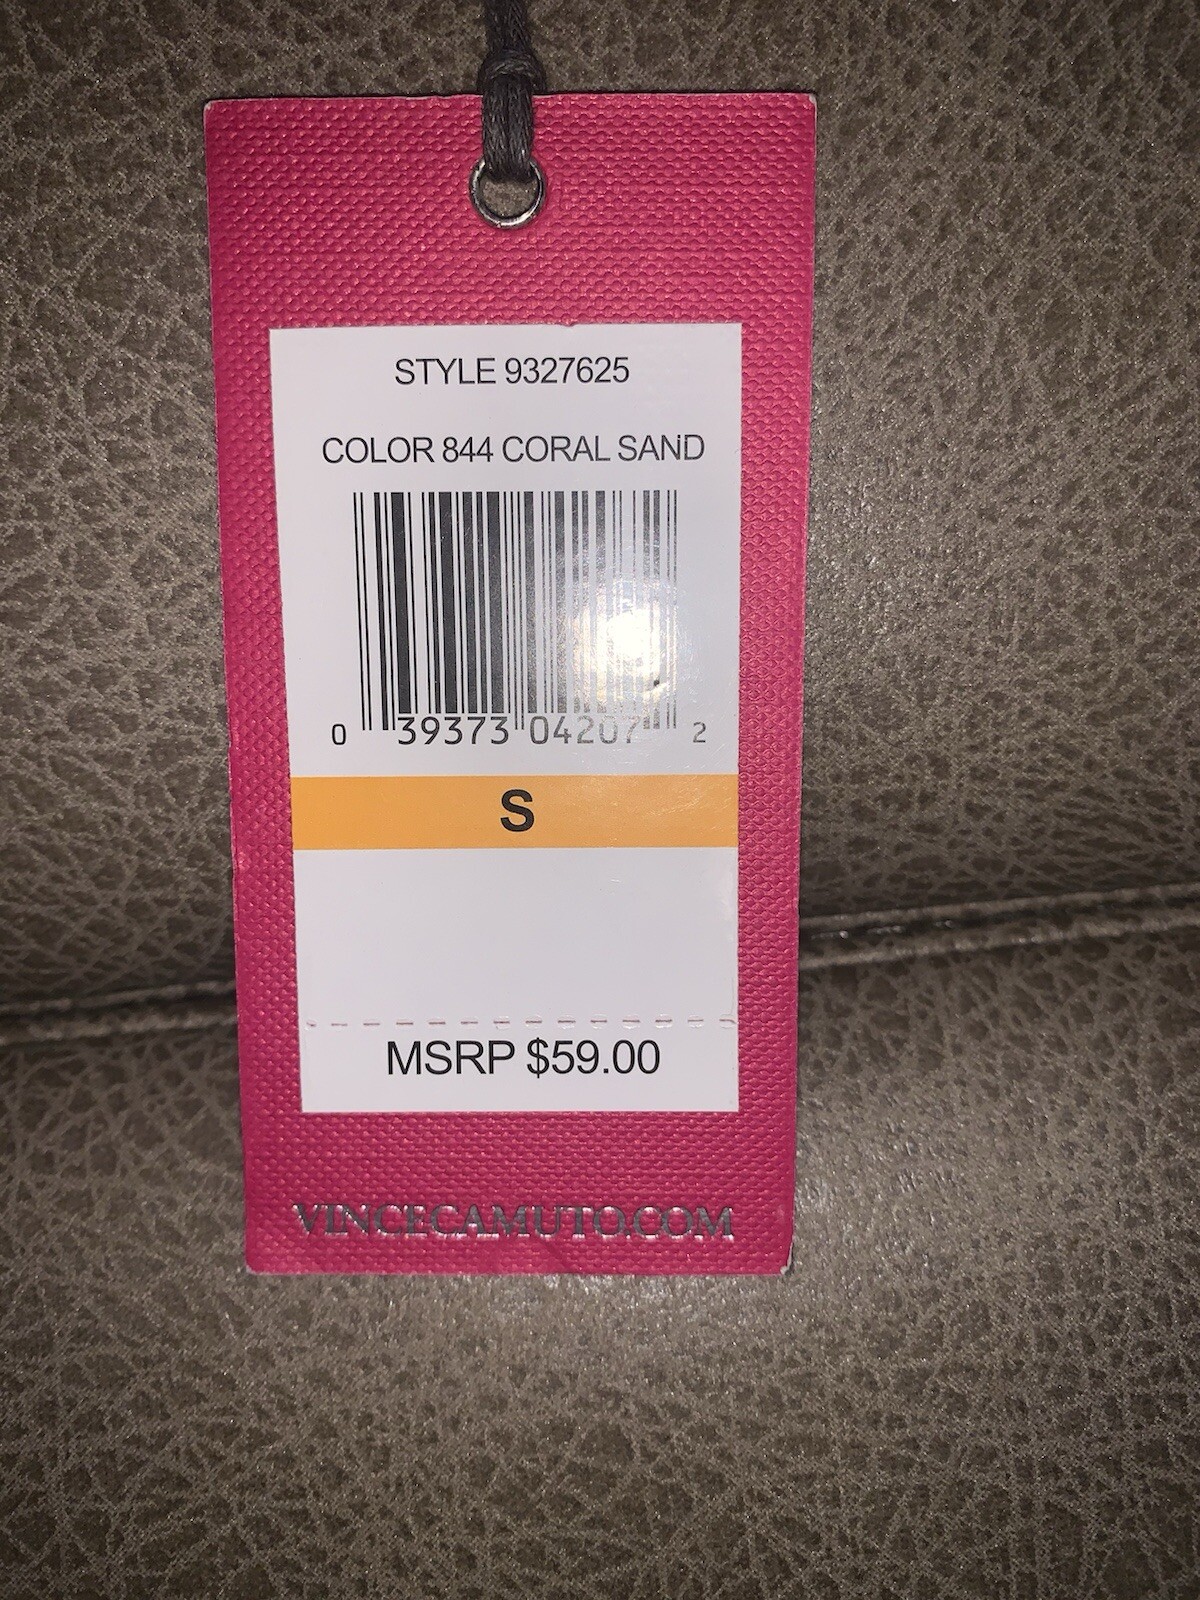 STYLE 9327625
COLOR 844 CORAL SAND
0 39373 04207 2
S
MSRP $59.00
VINCECAMUTO.COM